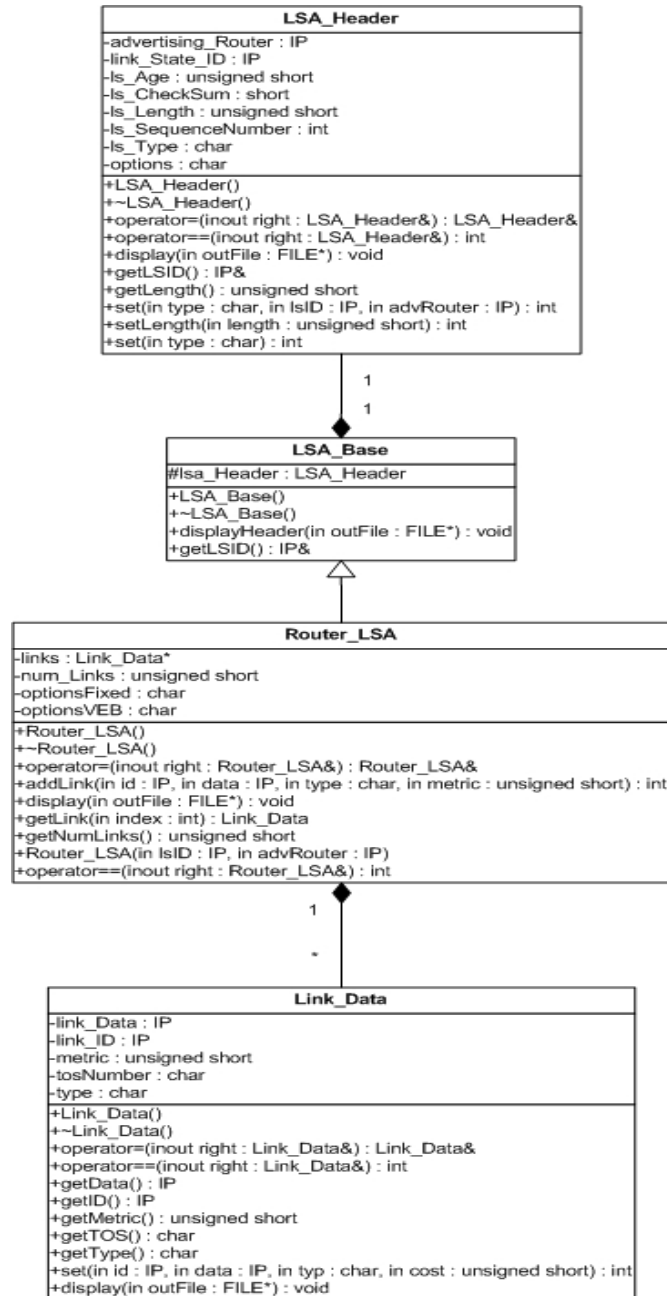 LSA_Header
-advertising_Router : IP
-link_State_ID : IP
-ls_Age : unsigned short
-ls_CheckSum : short
-ls_Length : unsigned short
-ls_SequenceNumber : int
-ls_Type : char
-options : char
+LSA_Header()
+~LSA_Header()
+operator=(inout right : LSA_Header&) : LSA_Header&
+operator==(inout right : LSA_Header&) : int
+display(in outFile : FILE*) : void
+getLSID() : IP&
+getLength() : unsigned short
+set(in type : char, in lsID : IP, in advRouter : IP) : int
+setLength(in length : unsigned short) : int
+set(in type : char) : int
1
1
LSA_Base
#lsa_Header : LSA_Header
+LSA_Base()
+~LSA_Base()
+displayHeader(in outFile : FILE*) : void
+getLSID() : IP&
Router_LSA
-links : Link_Data*
-num_Links : unsigned short
-optionsFixed : char
-optionsVEB : char
+Router_LSA()
+~Router_LSA()
+operator=(inout right : Router_LSA&) : Router_LSA&
+addLink(in id : IP, in data : IP, in type : char, in metric : unsigned short) : int
+display(in outFile : FILE*) : void
+getLink(in index : int) : Link_Data
+getNumLinks() : unsigned short
+Router_LSA(in lsID : IP, in advRouter : IP)
+operator==(inout right : Router_LSA&) : int
1
*
Link_Data
-link_Data : IP
-link_ID : IP
-metric : unsigned short
-tosNumber : char
-type : char
+Link_Data()
+~Link_Data()
+operator=(inout right : Link_Data&) : Link_Data&
+operator==(inout right : Link_Data&) : int
+getData() : IP
+getID() : IP
+getMetric() : unsigned short
+getTOS() : char
+getType() : char
+set(in id : IP, in data : IP, in typ : char, in cost : unsigned short) : int
+display(in outFile : FILE*) : void